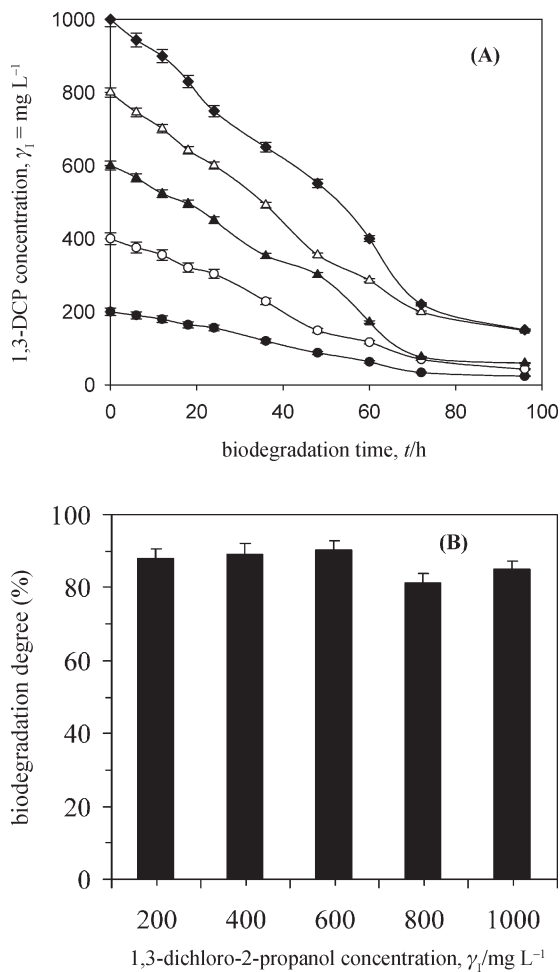 (A)
1,3-DCP concentration, γ₁ = mg L⁻¹
1000
800
600
400
200
0
0 20 40 60 80 100
biodegradation time, t/h
(B)
biodegradation degree (%)
100
80
60
40
20
0
200 400 600 800 1000
1,3-dichloro-2-propanol concentration, γ₁/mg L⁻¹